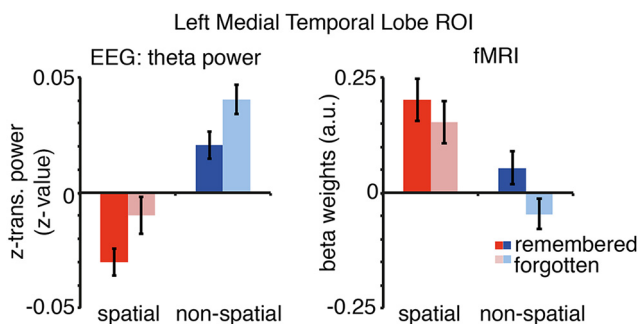 Left Medial Temporal Lobe ROI
EEG: theta power
z-trans. power
(z- value)
0.05
0
-0.05
spatial
non-spatial
fMRI
beta weights (a.u.)
0.25
0
-0.25
remembered
forgotten
spatial
non-spatial